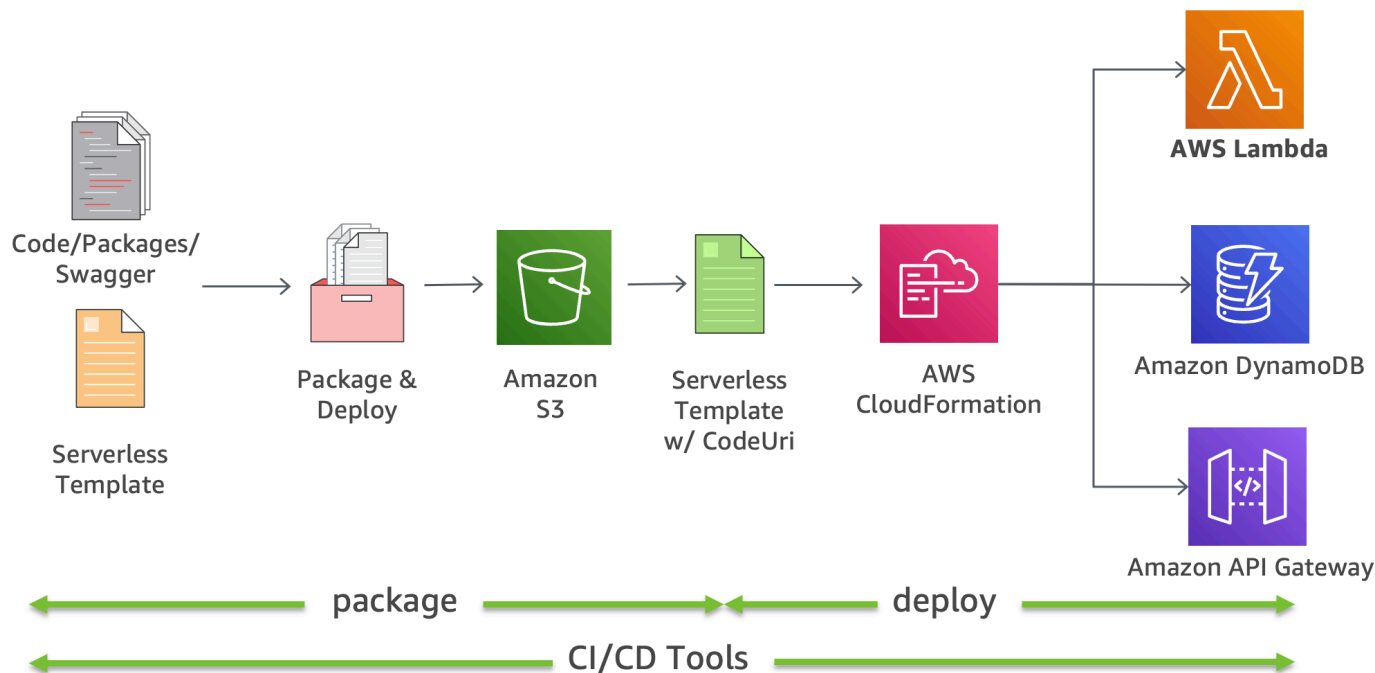 AWS Lambda
Code/Packages/
Swagger
Package &
Deploy
Amazon
S3
Serverless
Template
w/ CodeUri
AWS
CloudFormation
Amazon DynamoDB
Serverless
Template
</>
Amazon API Gateway
package
deploy
CI/CD Tools